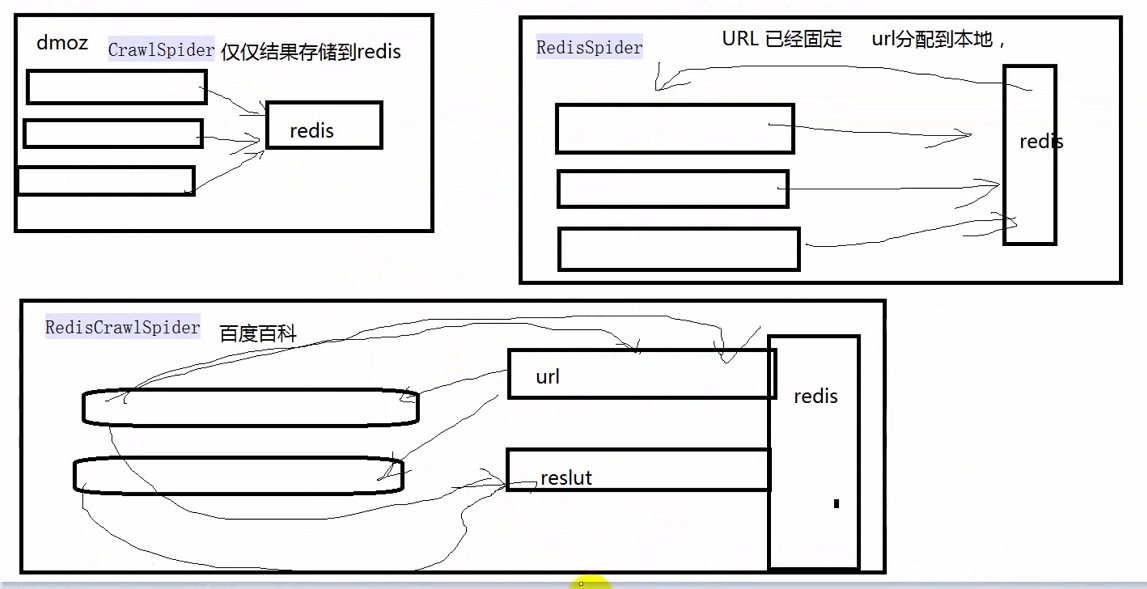 dmoz CrawlSpider 仅仅结果存储到redis
redis
RedisSpider URL 已经固定 url分配到本地，
redis
RedisCrawlSpider 百度百科
url
redis
reslut